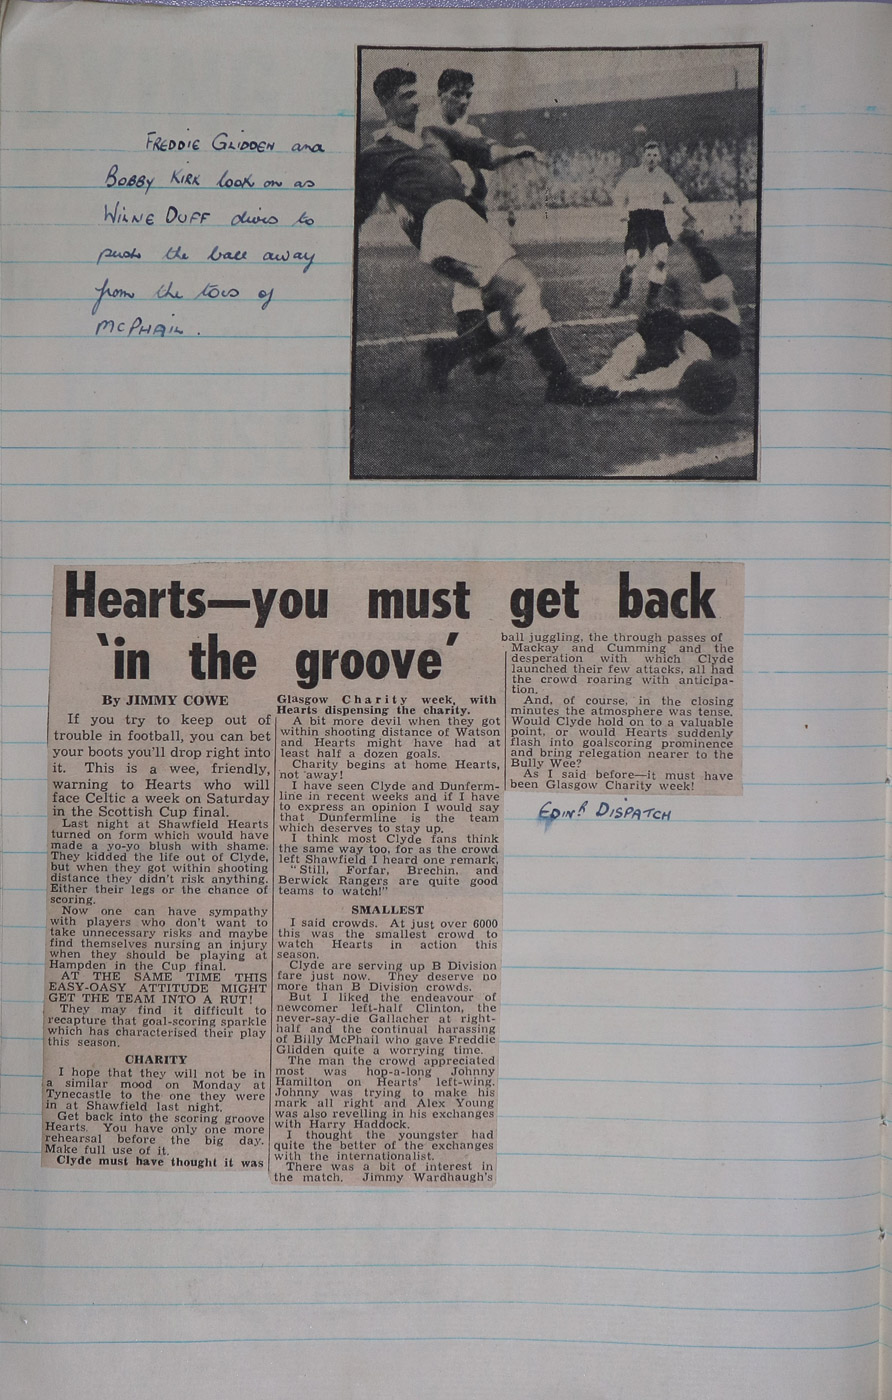 FREDDIE GLIDDEN and
BOBBY KIRK look on as
WILLIE DUFF dives to
push the ball away
from the toes of
MCPHAIL.
Hearts—you must get back
'in the groove'
By JIMMY COWE
If you try to keep out of
trouble in football, you can bet
your boots you'll drop right into
it. This is a wee, friendly,
warning to Hearts who will
face Celtic a week on Saturday
in the Scottish Cup final.
Last night at Shawfield Hearts
turned on form which would have
made a yo-yo blush with shame.
They kidded the life out of Clyde,
but when they got within shooting
distance they didn't risk anything.
Either their legs or the chance of
scoring.
Now one can have sympathy
with players who don't want to
take unnecessary risks and maybe
find themselves nursing an injury
when they should be playing at
Hampden in the Cup final.
AT THE SAME TIME THIS
EASY-OASY ATTITUDE MIGHT
GET THE TEAM INTO A RUT!
They may find it difficult to
recapture that goal-scoring sparkle
which has characterised their play
this season.
CHARITY
I hope that they will not be in
a similar mood on Monday at
Tynecastle to the one they were
in at Shawfield last night.
Get back into the scoring groove
Hearts. You have only one more
rehearsal before the big day.
Make full use of it.
Clyde must have thought it was
Glasgow Charity week, with
Hearts dispensing the charity.
A bit more devil when they got
within shooting distance of Watson
and Hearts might have had at
least half a dozen goals.
Charity begins at home Hearts,
not away!
I have seen Clyde and Dunferm-
line in recent weeks and if I have
to express an opinion I would say
that Dunfermline is the team
which deserves to stay up.
I think most Clyde fans think
the same way too, for as the crowd
left Shawfield I heard one remark,
"Still, Forfar, Brechin, and
Berwick Rangers are quite good
teams to watch!"
SMALLEST
I said crowds. At just over 6000
this was the smallest crowd to
watch Hearts in action this
season.
Clyde are serving up B Division
fare just now. They deserve no
more than B Division crowds.
But I liked the endeavour of
newcomer left-half Clinton, the
never-say-die Gallacher at right-
half and the continual harassing
of Billy McPhail who gave Freddie
Glidden quite a worrying time.
The man the crowd appreciated
most was hop-a-long Johnny
Hamilton on Hearts' left-wing.
Johnny was trying to make his
mark all right and Alex Young
was also revelling in his exchanges
with Harry Haddock.
I thought the youngster had
quite the better of the exchanges
with the internationalist.
There was a bit of interest in
the match. Jimmy Wardhaugh's
ball juggling, the through passes of
Mackay and Cumming and the
desperation with which Clyde
launched their few attacks, all had
the crowd roaring with anticipa-
tion.
And, of course, in the closing
minutes the atmosphere was tense.
Would Clyde hold on to a valuable
point, or would Hearts suddenly
flash into goalscoring prominence
and bring relegation nearer to the
Bully Wee?
As I said before—it must have
been Glasgow Charity week!
EDINR DISPATCH